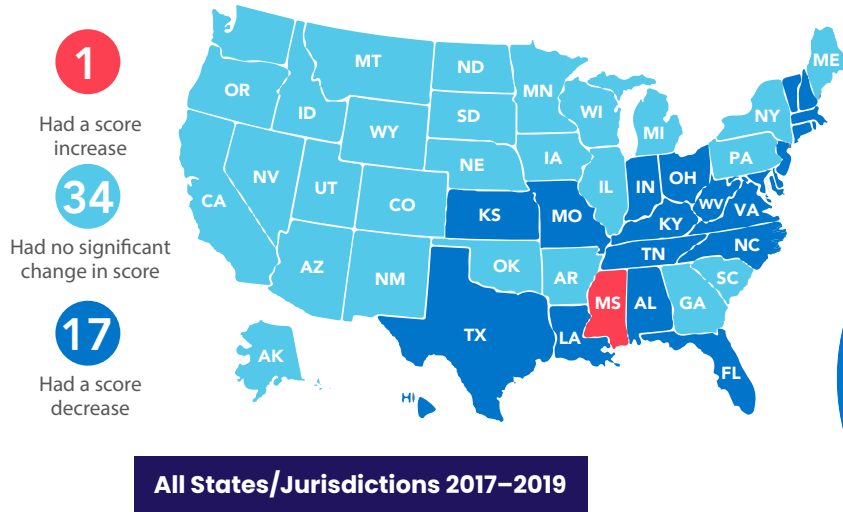 1
Had a score
increase
34
Had no significant
change in score
17
Had a score
decrease
MT
ND
MN
ME
OR
ID
SD
WI
NY
WY
MI
NE
IA
PA
NV
UT
IL
IN
OH
CA
CO
WV
VA
KS
MO
KY
NC
TN
AZ
NM
OK
AR
SC
MS
AL
GA
TX
LA
AK
FL
HI
All States/Jurisdictions 2017–2019